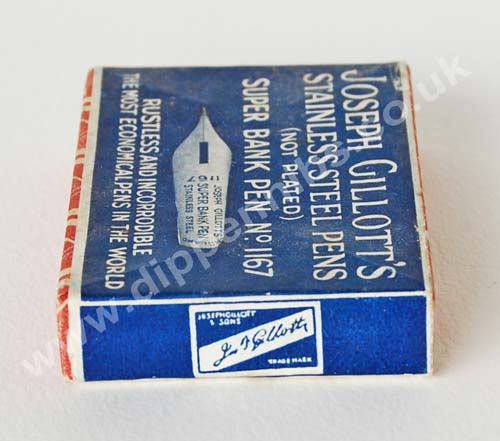 JOSEPH GILLOTT'S
STAINLESS STEEL PENS
(NOT PLATED)
SUPER BANK PEN Nº. 1167
JOSEPH GILLOTT'S
SUPER BANK PEN
STAINLESS STEEL
RUSTLESS AND INCORRODIBLE
THE MOST ECONOMICAL PENS IN THE WORLD
JOSEPH GILLOTT
& SONS
Joseph Gillott
TRADE MARK
www.dippennibs.co.uk